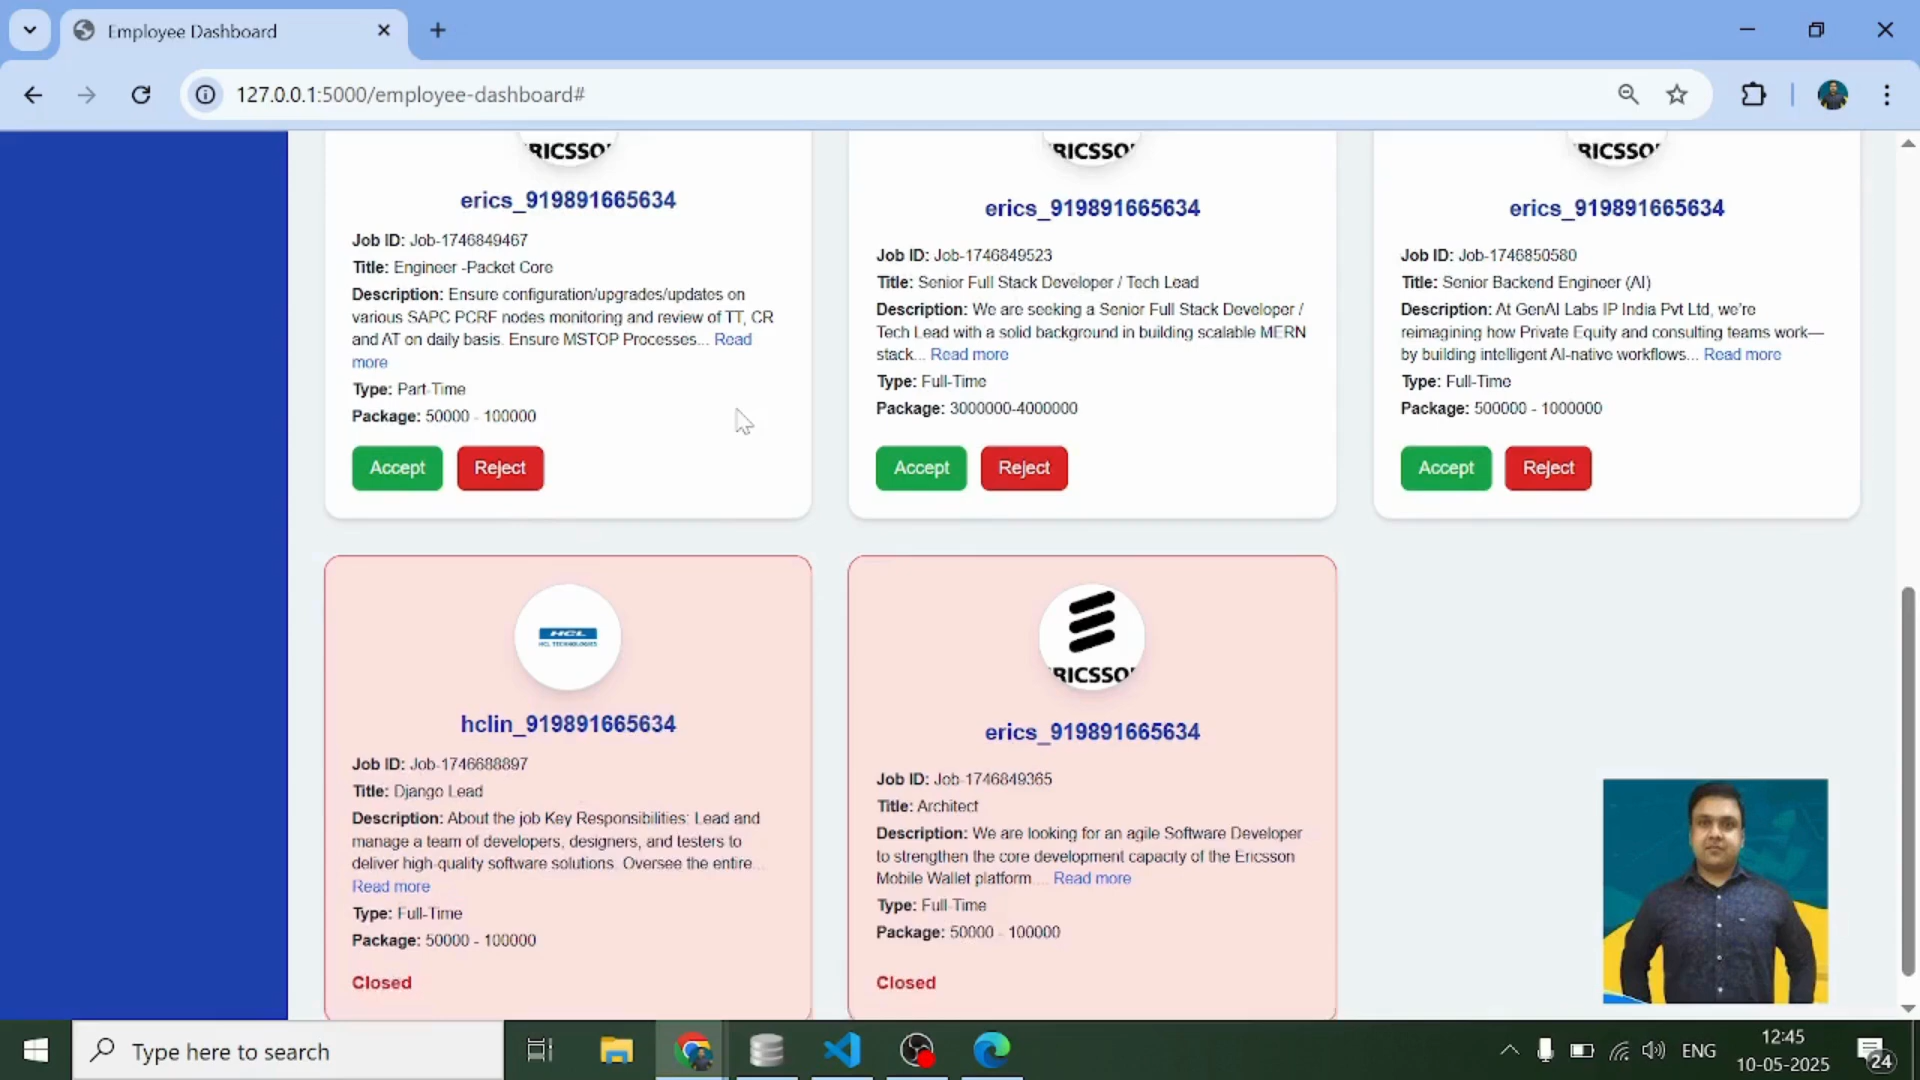 Employee Dashboard
127.0.0.1:5000/employee-dashboard#
RICSSO
RICSSO
RICSSO
erics_919891665634
Job ID: Job-1746849467
Title: Engineer -Packet Core
Description: Ensure configuration/upgrades/updates on
various SAPC PCRF nodes monitoring and review of TT, CR
and AT on daily basis. Ensure MSTOP Processes... Read
more
Type: Part-Time
Package: 50000 - 100000
Accept Reject
erics_919891665634
Job ID: Job-1746849523
Title: Senior Full Stack Developer / Tech Lead
Description: We are seeking a Senior Full Stack Developer /
Tech Lead with a solid background in building scalable MERN
stack... Read more
Type: Full-Time
Package: 3000000-4000000
Accept Reject
erics_919891665634
Job ID: Job-1746850580
Title: Senior Backend Engineer (AI)
Description: At GenAI Labs IP India Pvt Ltd, we're
reimagining how Private Equity and consulting teams work—
by building intelligent AI-native workflows... Read more
Type: Full-Time
Package: 500000 - 1000000
Accept Reject
HCL
HCL TECHNOLOGIES
hclin_919891665634
Job ID: Job-1746688897
Title: Django Lead
Description: About the job Key Responsibilities: Lead and
manage a team of developers, designers, and testers to
deliver high-quality software solutions. Oversee the entire...
Read more
Type: Full-Time
Package: 50000 - 100000
Closed
RICSSO
erics_919891665634
Job ID: Job-1746849365
Title: Architect
Description: We are looking for an agile Software Developer
to strengthen the core development capacity of the Ericsson
Mobile Wallet platform.... Read more
Type: Full-Time
Package: 50000 - 100000
Closed
Type here to search
ENG
12:45
10-05-2025
24